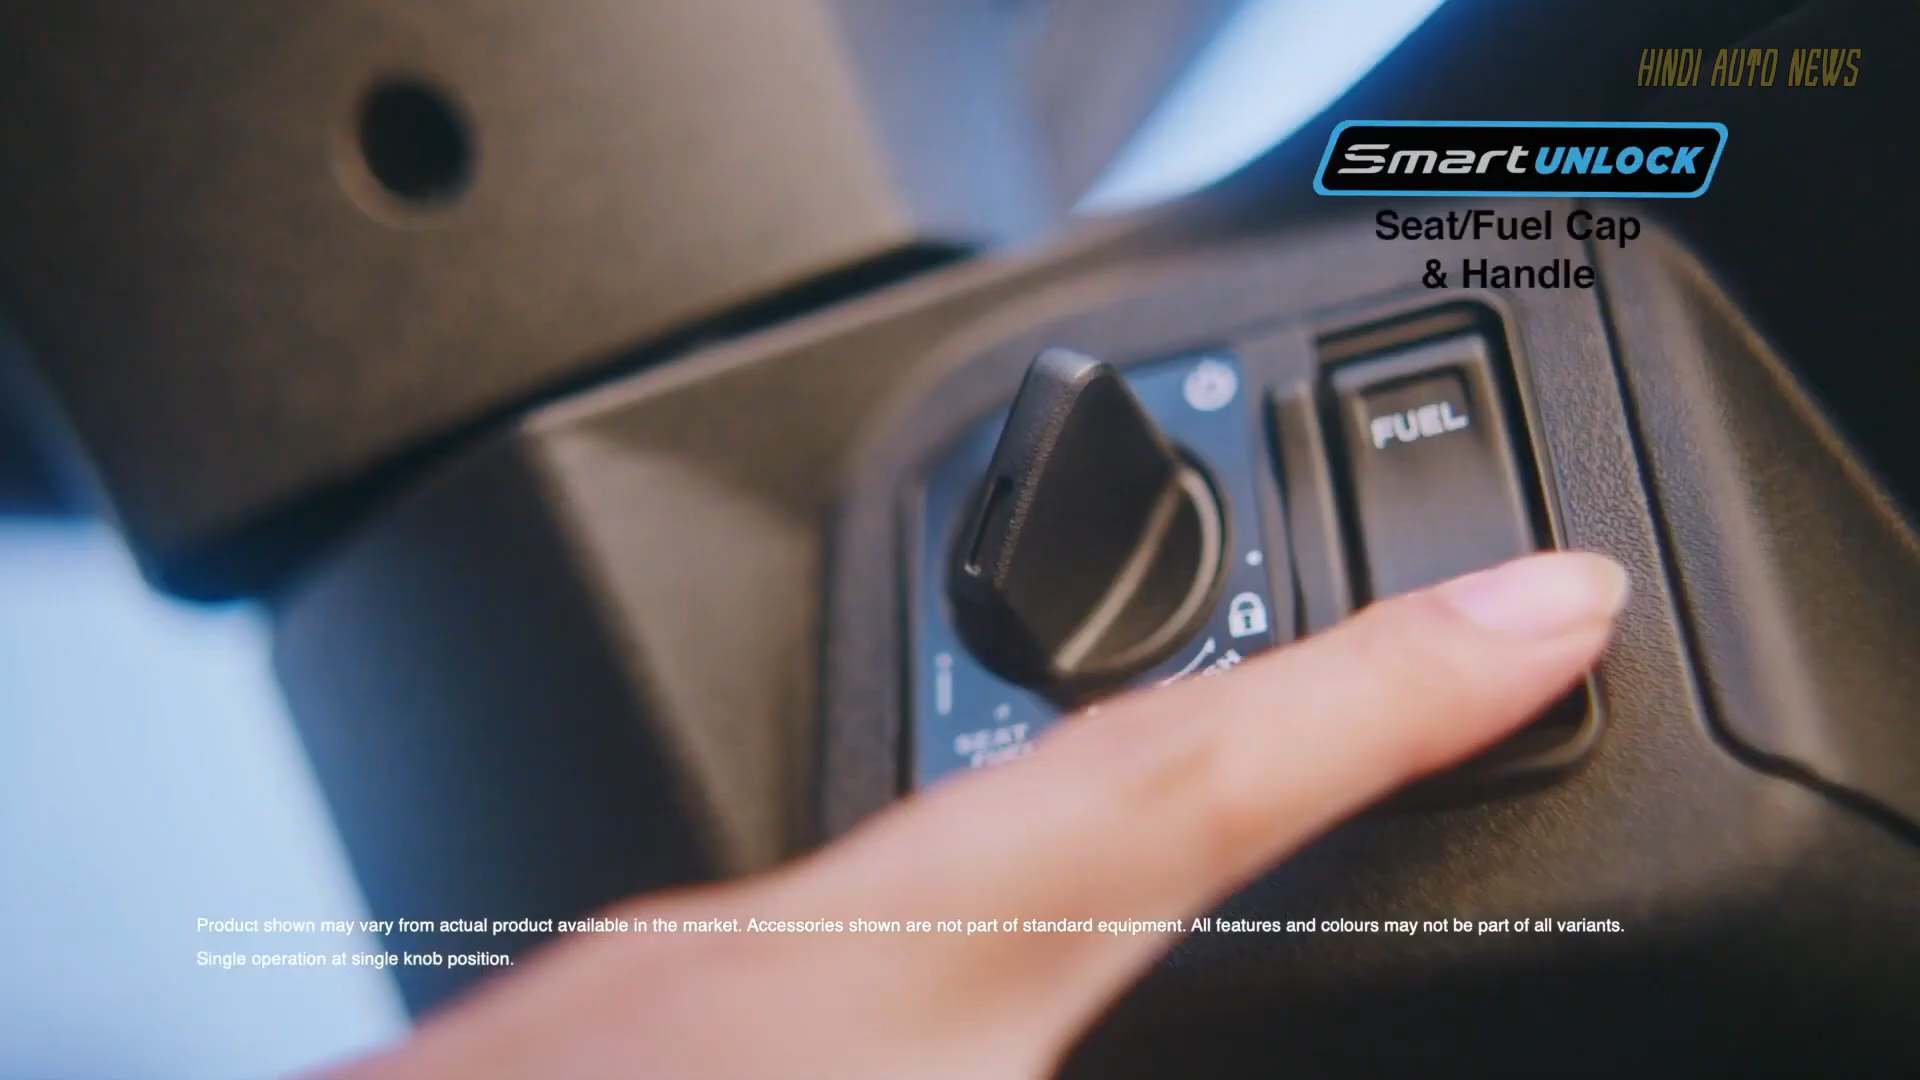 HINDI AUTO NEWS
Smart UNLOCK
Seat/Fuel Cap
& Handle
FUEL
SEAT
FUEL
Product shown may vary from actual product available in the market. Accessories shown are not part of standard equipment. All features and colours may not be part of all variants.
Single operation at single knob position.